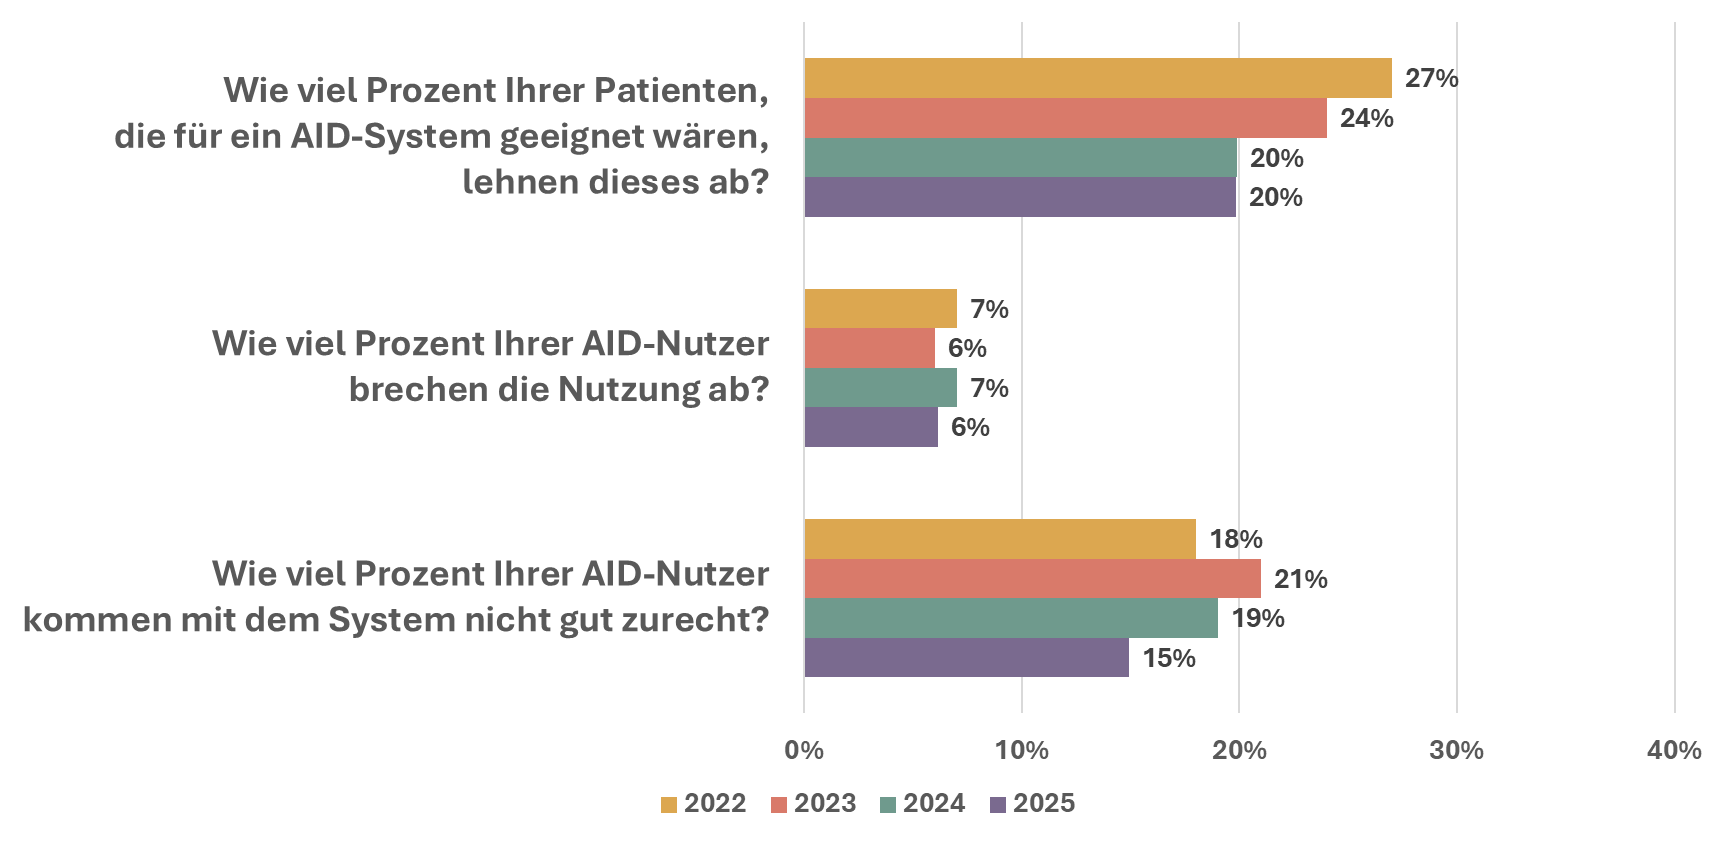 Wie viel Prozent Ihrer Patienten,
die für ein AID-System geeignet wären,
lehnen dieses ab?
27%
24%
20%
20%
Wie viel Prozent Ihrer AID-Nutzer
brechen die Nutzung ab?
7%
6%
7%
6%
Wie viel Prozent Ihrer AID-Nutzer
kommen mit dem System nicht gut zurecht?
18%
21%
19%
15%
0% 10% 20% 30% 40%
2022 2023 2024 2025